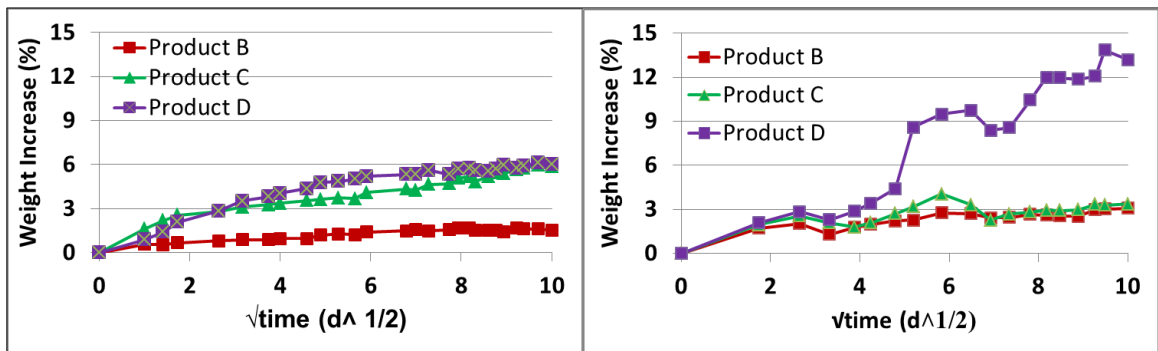 Weight Increase (%)
15
12
9
6
3
0
Product B
Product C
Product D
0 2 4 6 8 10
√time (d^ 1/2)
Weight Increase (%)
15
12
9
6
3
0
Product B
Product C
Product D
0 2 4 6 8 10
√time (d^1/2)